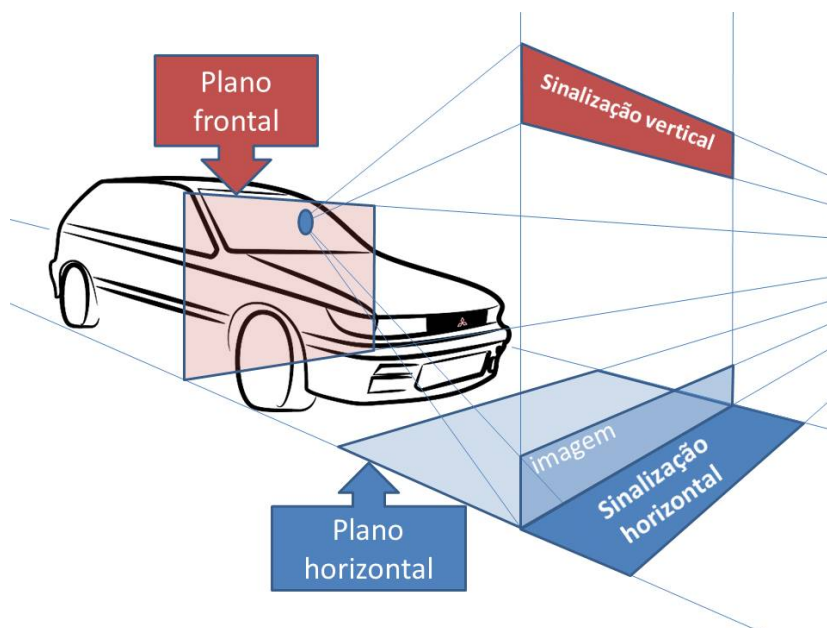 Plano
frontal
Sinalização vertical
imagem
Sinalização
horizontal
Plano
horizontal